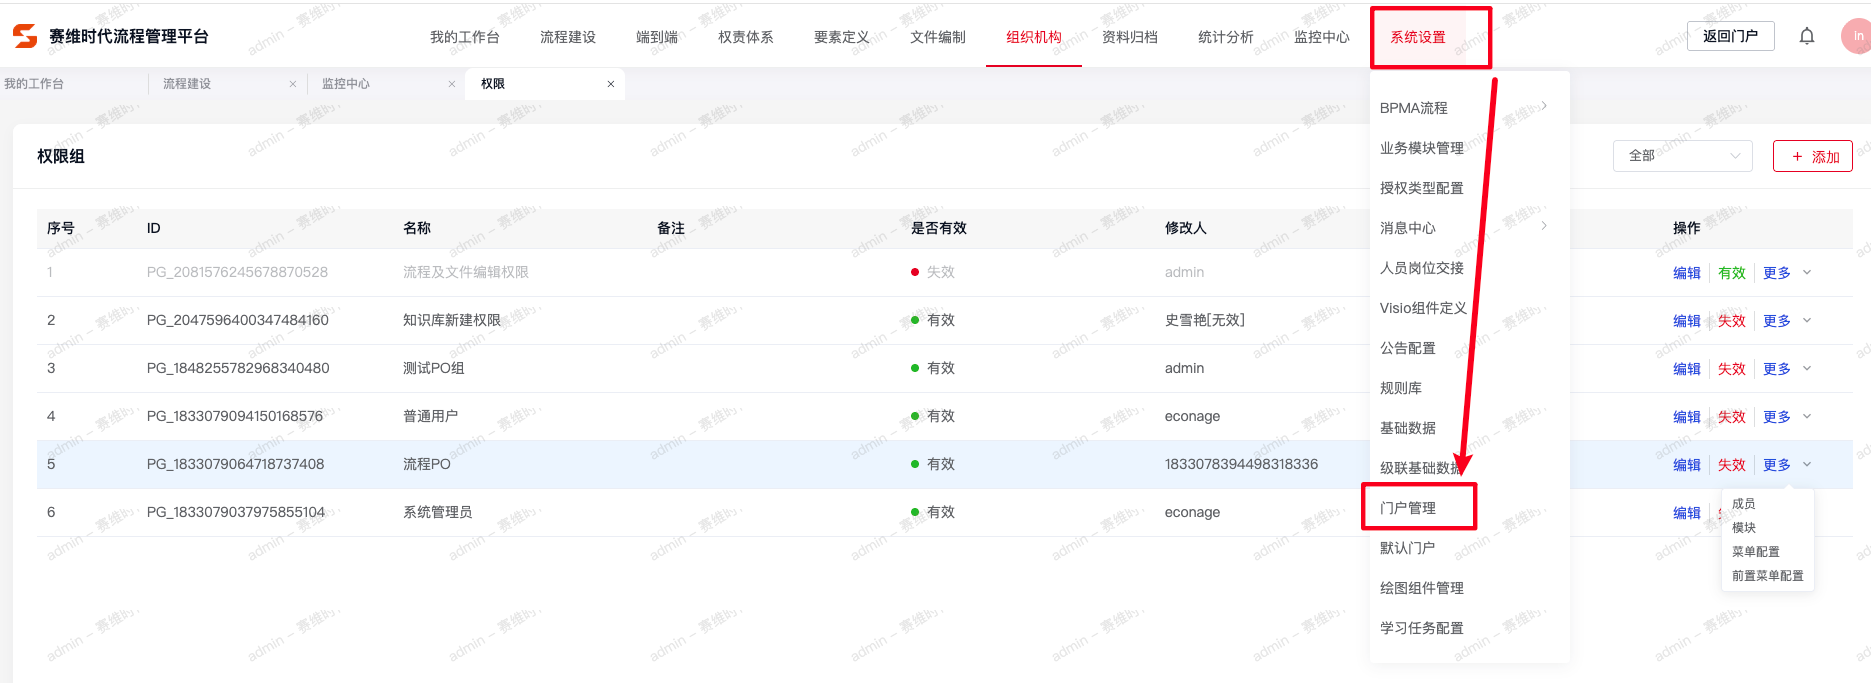 赛维时代流程管理平台
我的工作台 流程建设 端到端 权责体系 要素定义 文件编制 组织机构 资料归档 统计分析 监控中心 系统设置 返回门户 in
我的工作台 流程建设 × 监控中心 × 权限 ×
BPMA流程
业务模块管理
授权类型配置
消息中心
人员岗位交接
Visio组件定义
公告配置
规则库
基础数据
级联基础数据
门户管理
默认门户
绘图组件管理
学习任务配置
权限组 全部 + 添加
序号 ID 名称 备注 是否有效 修改人 操作
1 PG_2081576245678870528 流程及文件编辑权限 失效 admin 编辑 有效 更多
2 PG_2047596400347484160 知识库新建权限 有效 史雪艳[无效] 编辑 失效 更多
3 PG_1848255782968340480 测试PO组 有效 admin 编辑 失效 更多
4 PG_1833079094150168576 普通用户 有效 econage 编辑 失效 更多
5 PG_1833079064718737408 流程PO 有效 1833078394498318336 编辑 失效 更多
6 PG_1833079037975855104 系统管理员 有效 econage 编辑
成员
模块
菜单配置
前置菜单配置
admin – 赛维时